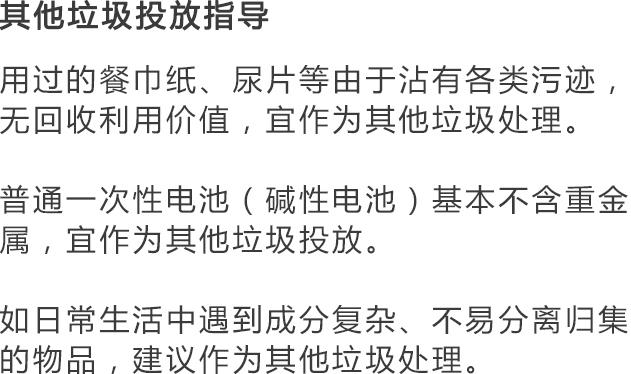 其他垃圾投放指导
用过的餐巾纸、尿片等由于沾有各类污迹，
无回收利用价值，宜作为其他垃圾处理。
普通一次性电池（碱性电池）基本不含重金
属，宜作为其他垃圾投放。
如日常生活中遇到成分复杂、不易分离归集
的物品，建议作为其他垃圾处理。